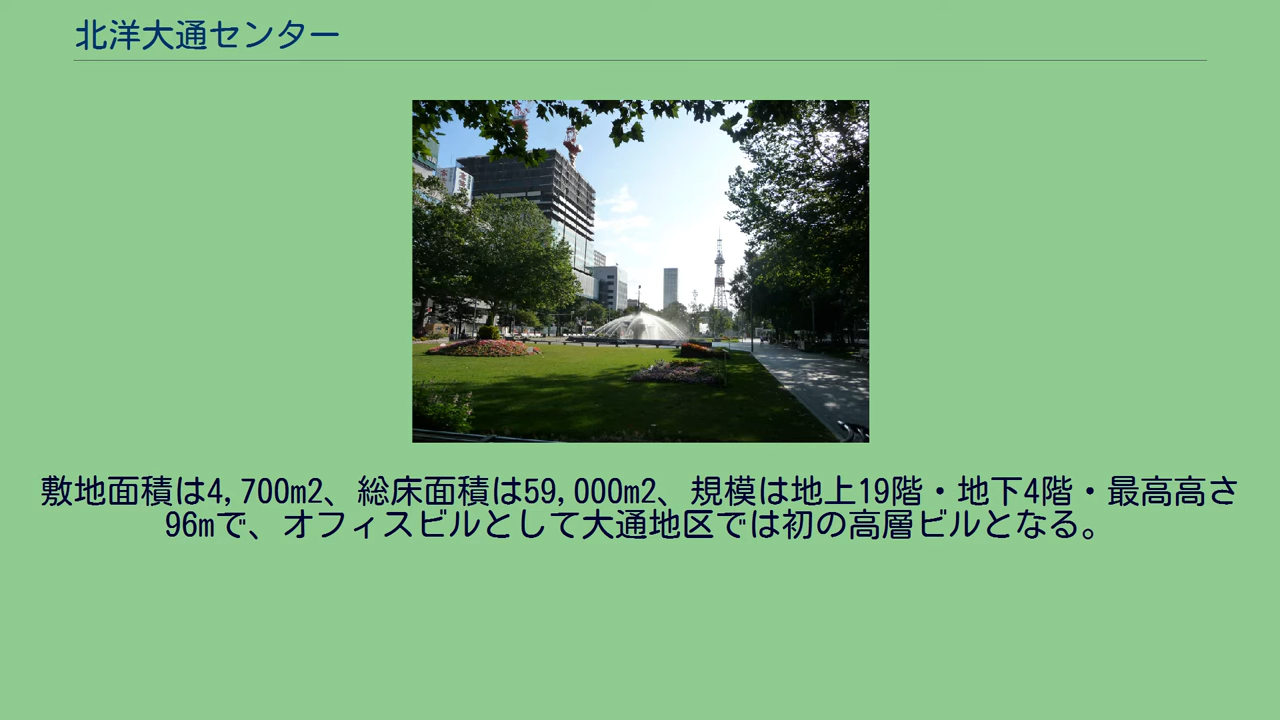 北洋大通センター
敷地面積は4,700m2、総床面積は59,000m2、規模は地上19階・地下4階・最高高さ
96mで、オフィスビルとして大通地区では初の高層ビルとなる。